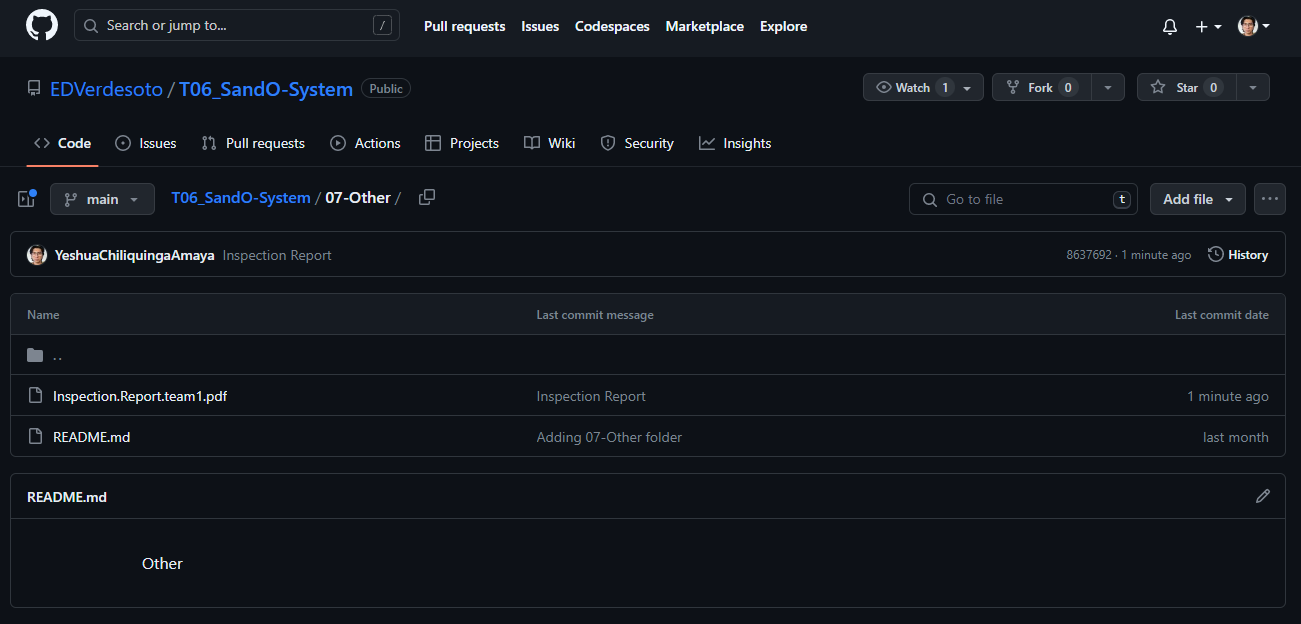 Search or jump to... / Pull requests Issues Codespaces Marketplace Explore
EDVerdesoto / T06_SandO-System Public Watch 1 Fork 0 Star 0
Code Issues Pull requests Actions Projects Wiki Security Insights
main T06_SandO-System / 07-Other / Go to file t Add file ...
YeshuaChiliquingaAmaya Inspection Report 8637692 · 1 minute ago History
Name Last commit message Last commit date
..
Inspection.Report.team1.pdf Inspection Report 1 minute ago
README.md Adding 07-Other folder last month
README.md
Other